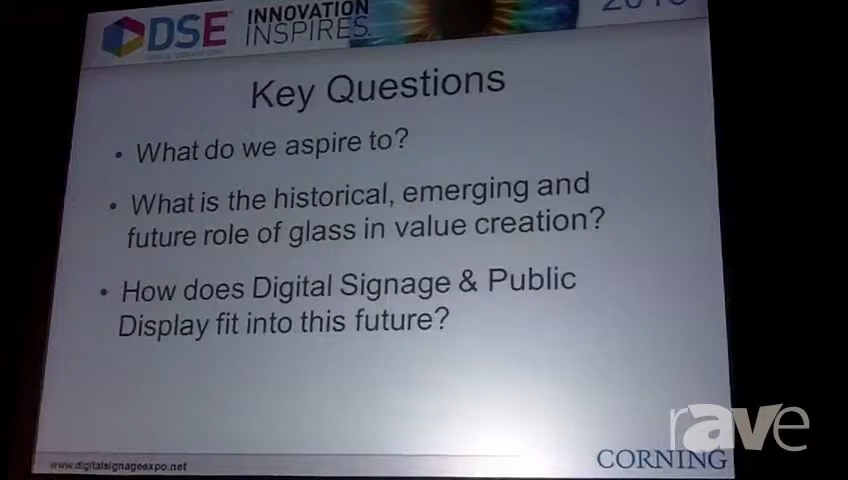 DSE INNOVATION
INSPIRES.
Key Questions
• What do we aspire to?
• What is the historical, emerging and
future role of glass in value creation?
• How does Digital Signage & Public
Display fit into this future?
www.digitalsignageexpo.net
CORNING
rave